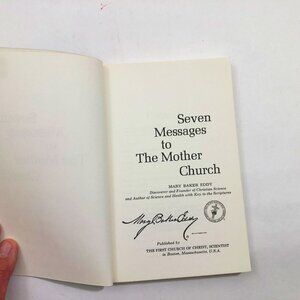 Seven
Messages
to
The Mother
Church
MARY BAKER EDDY
Discoverer and Founder of Christian Science
and Author of Science and Health with Key to the Scriptures
Mary Baker Eddy
Published by
THE FIRST CHURCH OF CHRIST, SCIENTIST
in Boston, Massachusetts, U.S.A.